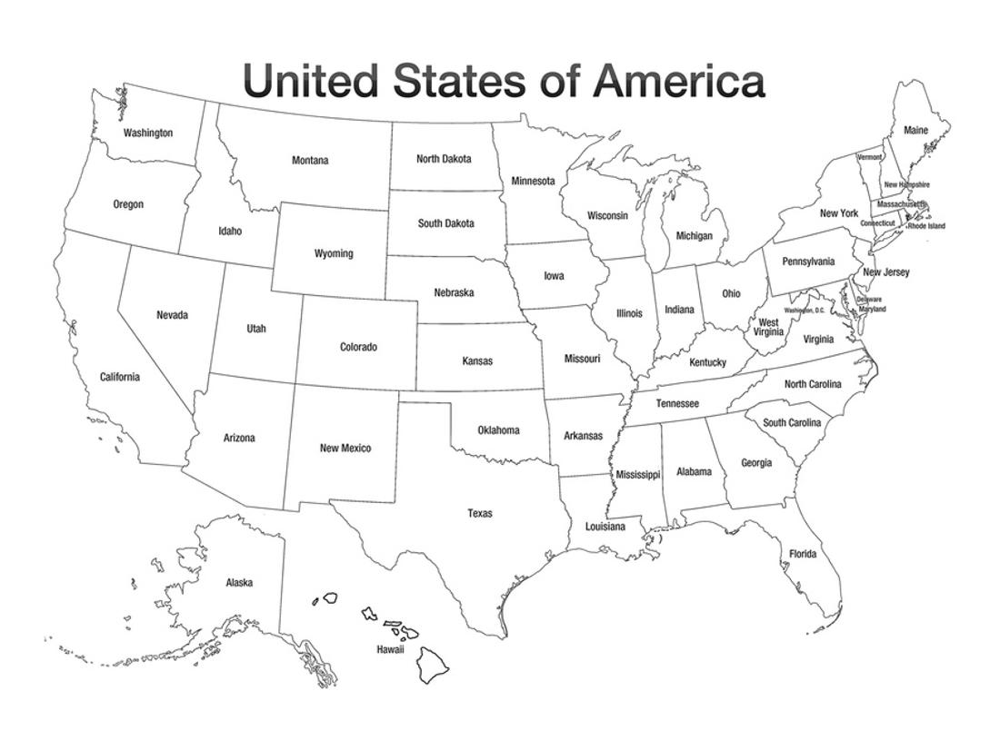 United States of America
Washington
Maine
Montana
North Dakota
Vermont
Minnesota
New Hampshire
Oregon
Massachusetts
New York
Wisconsin
South Dakota
Connecticut
Rhode Island
Idaho
Michigan
Wyoming
Pennsylvania
New Jersey
Iowa
Nebraska
Ohio
Delaware
Washington, D.C.
Maryland
Indiana
Illinois
Nevada
West
Virginia
Utah
Virginia
Colorado
Missouri
Kansas
Kentucky
California
North Carolina
Tennessee
South Carolina
Oklahoma
Arkansas
Arizona
New Mexico
Georgia
Alabama
Mississippi
Texas
Louisiana
Florida
Alaska
Hawaii